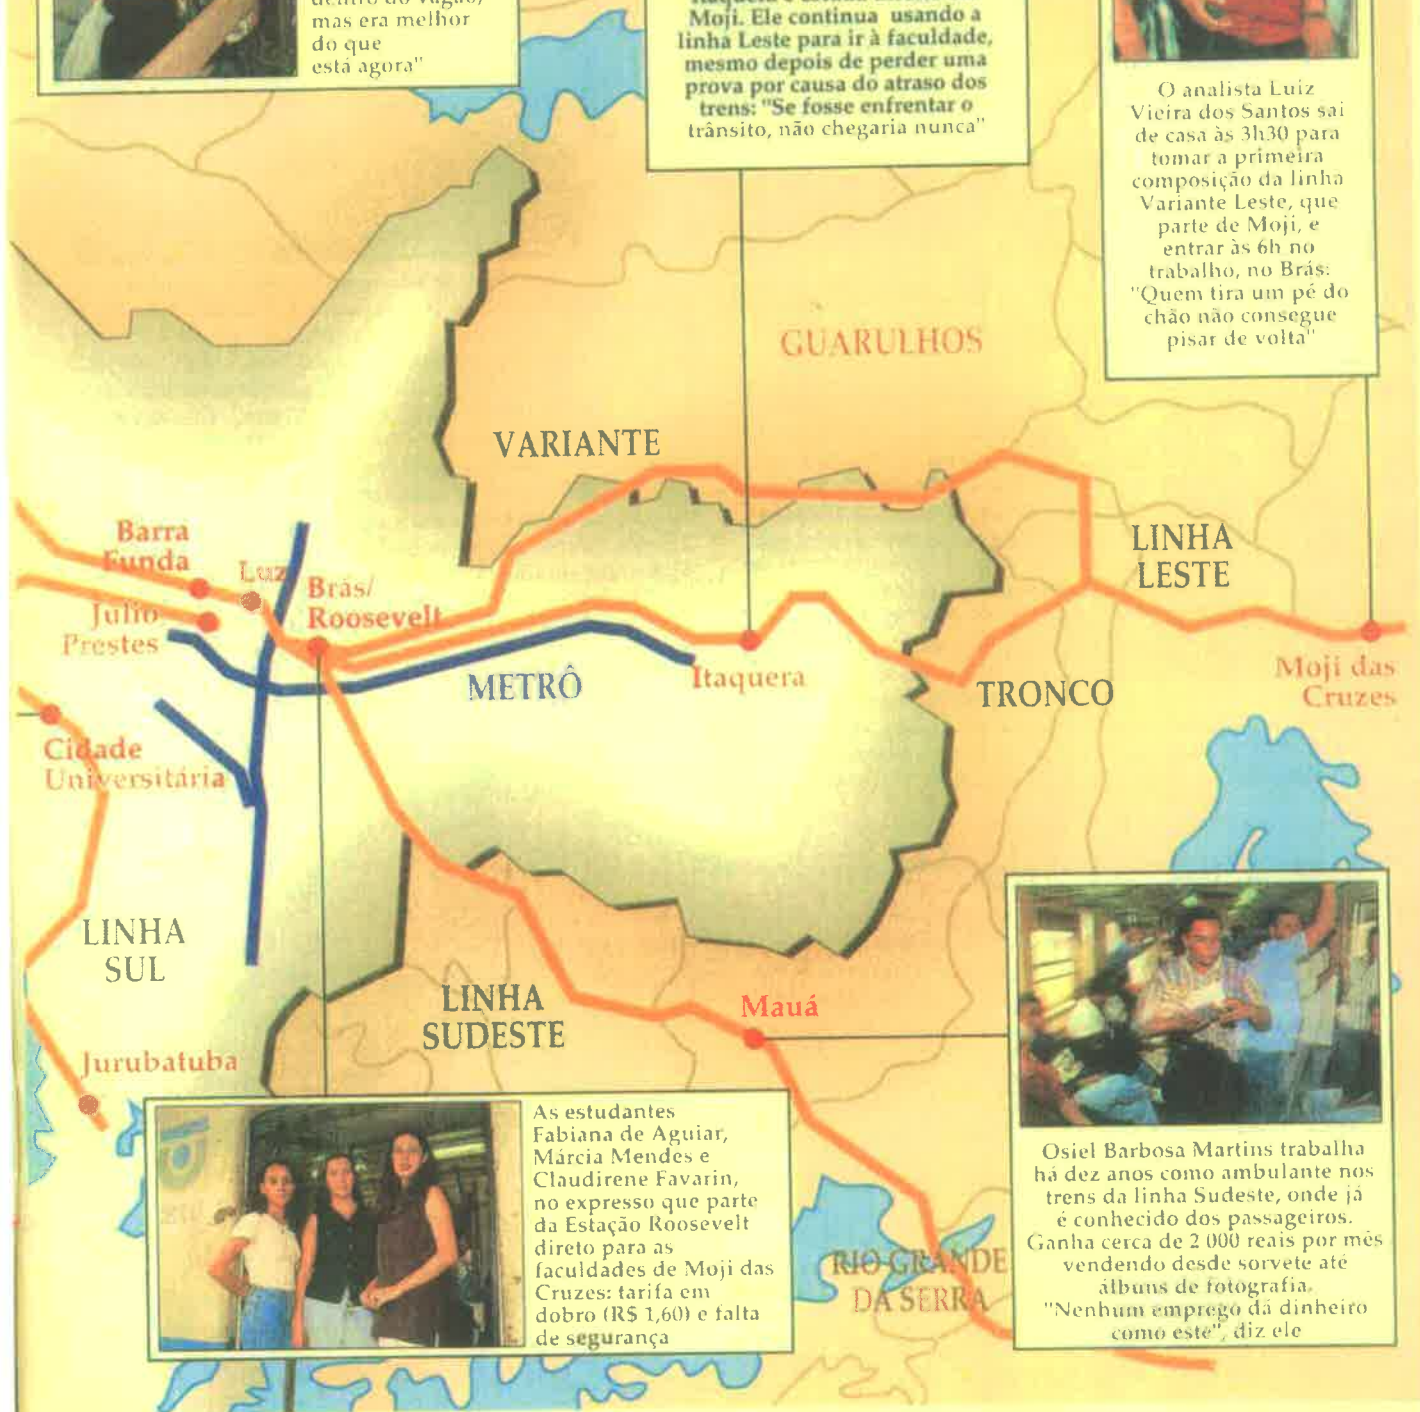 mas era melhor
do que
está agora"
Moji. Ele continua usando a
linha Leste para ir à faculdade,
mesmo depois de perder uma
prova por causa do atraso dos
trens: "Se fosse enfrentar o
trânsito, não chegaria nunca"
O analista Luiz
Vieira dos Santos sai
de casa às 3h30 para
tomar a primeira
composição da linha
Variante Leste, que
parte de Moji, e
entrar às 6h no
trabalho, no Brás:
"Quem tira um pé do
chão não consegue
pisar de volta"
GUARULHOS
VARIANTE
LINHA
LESTE
Barra
Funda
Luz
Brás/
Roosevelt
Julio
Prestes
METRÔ
Itaquera
TRONCO
Moji das
Cruzes
Cidade
Universitária
LINHA
SUL
LINHA
SUDESTE
Mauá
Jurubatuba
As estudantes
Fabiana de Aguiar,
Márcia Mendes e
Claudirene Favarin,
no expresso que parte
da Estação Roosevelt
direto para as
faculdades de Moji das
Cruzes: tarifa em
dobro (R$ 1,60) e falta
de segurança
RIO GRANDE
DA SERRA
Osiel Barbosa Martins trabalha
há dez anos como ambulante nos
trens da linha Sudeste, onde já
é conhecido dos passageiros.
Ganha cerca de 2 000 reais por mês
vendendo desde sorvete até
álbuns de fotografia.
"Nenhum emprego dá dinheiro
como este", diz ele